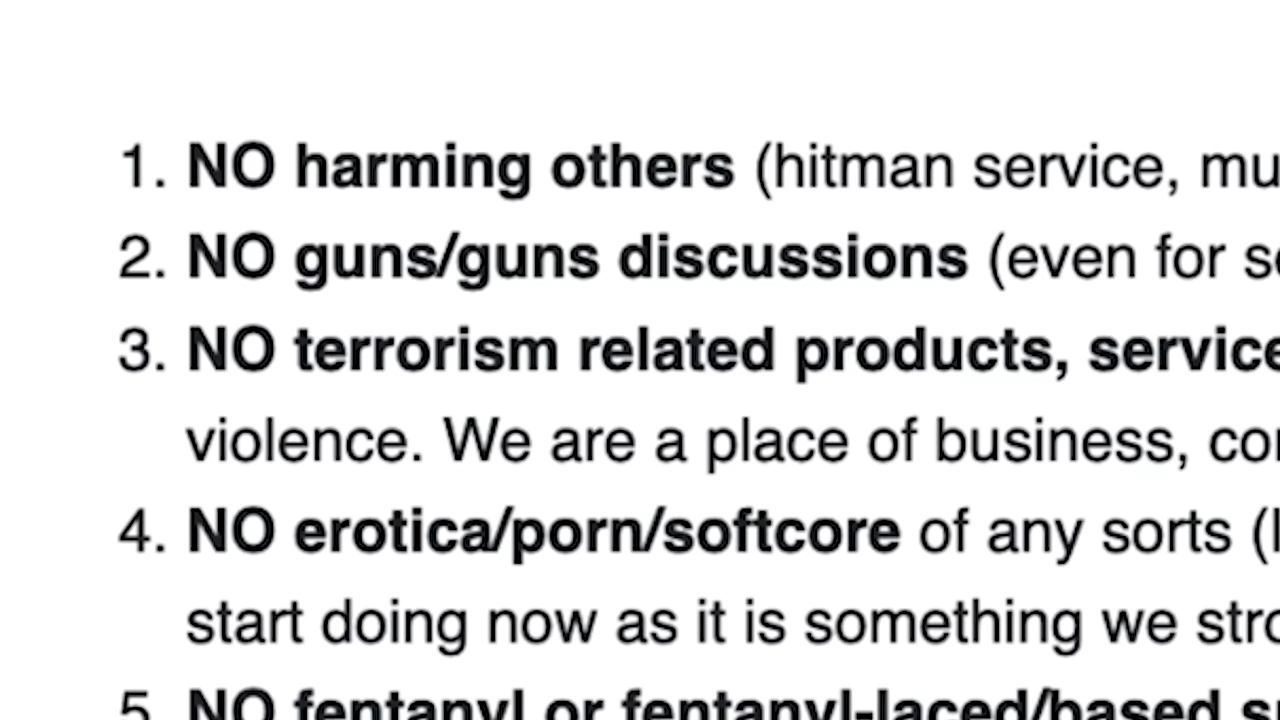 1. NO harming others (hitman service,
2. NO guns/guns discussions (even for
3. NO terrorism related products,
violence. We are a place of business,
4. NO erotica/porn/softcore of any sorts
start doing now as it is something we
5. NO fentanyl or fentanyl-laced/based